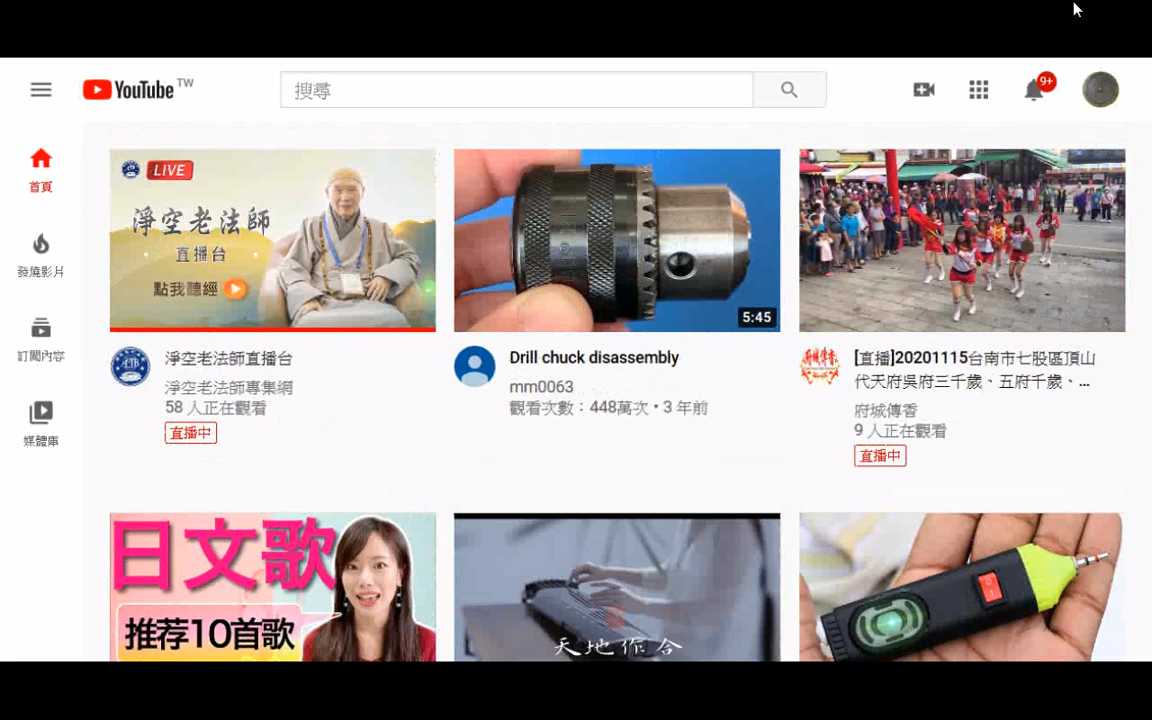 YouTube TW
搜尋
9+
首頁
發燒影片
訂閱內容
媒體庫
LIVE
淨空老法師
直播台
點我聽經
淨空老法師直播台
淨空老法師專集網
58 人正在觀看
直播中
5:45
Drill chuck disassembly
mm0063
觀看次數：448萬次 • 3 年前
[直播]20201115台南市七股區頂山
代天府吳府三千歲、五府千歲、...
府城傳香
9 人正在觀看
直播中
日文歌
推荐10首歌
天地作合